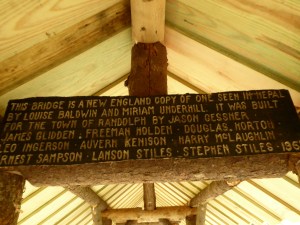 THIS BRIDGE IS A NEW ENGLAND COPY OF ONE SEEN IN NEPAL
BY LOUISE BALDWIN AND MIRIAM UNDERHILL. IT WAS BUILT
FOR THE TOWN OF RANDOLPH BY JASON GESSNER
JAMES GLIDDEN · FREEMAN HOLDEN · DOUGLAS HORTON
LEO INGERSON · AUVERN KENISON · HARRY MCLAUGHLIN
ERNEST SAMPSON · LANSON STILES · STEPHEN STILES